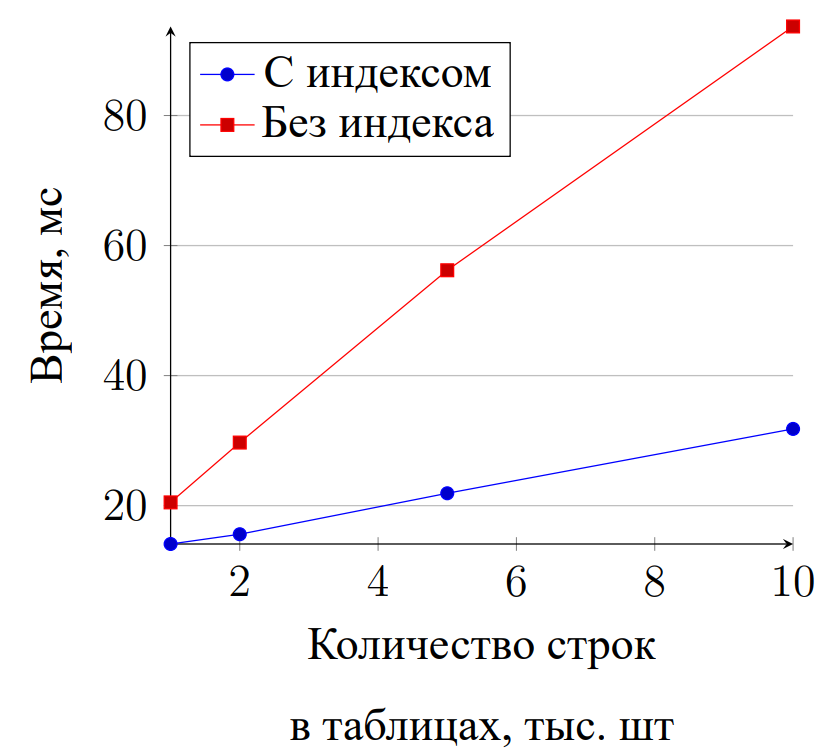 С индексом
Без индекса
80
60
40
20
Время, мс
2 4 6 8 10
Количество строк
в таблицах, тыс. шт